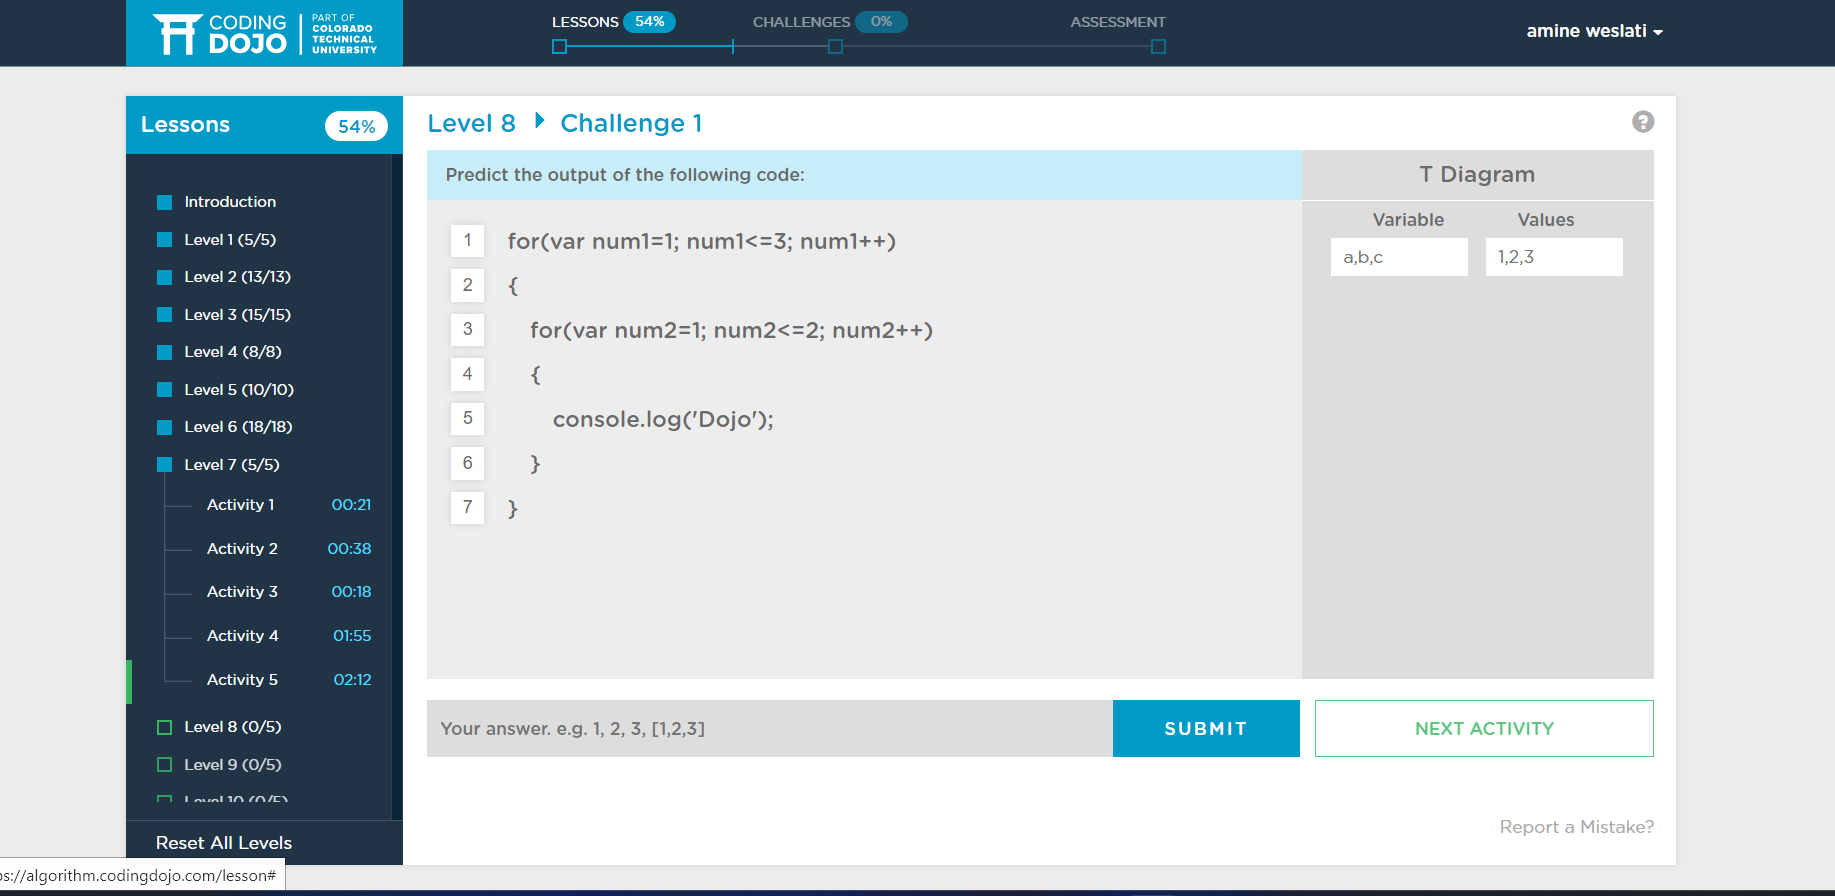 CODING
DOJO
PART OF
COLORADO
TECHNICAL
UNIVERSITY
LESSONS 54%
CHALLENGES 0%
ASSESSMENT
amine weslati
Lessons 54%
Introduction
Level 1 (5/5)
Level 2 (13/13)
Level 3 (15/15)
Level 4 (8/8)
Level 5 (10/10)
Level 6 (18/18)
Level 7 (5/5)
Activity 1 00:21
Activity 2 00:38
Activity 3 00:18
Activity 4 01:55
Activity 5 02:12
Level 8 (0/5)
Level 9 (0/5)
Level 10 (0/5)
Reset All Levels
Level 8 Challenge 1
?
Predict the output of the following code:
1 for(var num1=1; num1<=3; num1++)
2 {
3 for(var num2=1; num2<=2; num2++)
4 {
5 console.log('Dojo');
6 }
7 }
T Diagram
Variable Values
a,b,c 1,2,3
Your answer. e.g. 1, 2, 3, [1,2,3]
SUBMIT
NEXT ACTIVITY
Report a Mistake?
ps://algorithm.codingdojo.com/lesson#